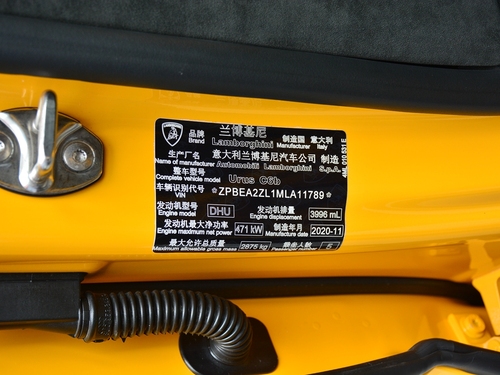 品牌 兰博基尼 制造国 意大利
Name Lamborghini Manufacturer Italy
生产厂名 意大利兰博基尼汽车公司 制造
Name of manufacturer Automobili Lamborghini S.p.A.
整车型号 Urus C6b
Complete vehicle model
车辆识别代号 ☆ZPBEA2ZL1MLA11789☆
发动机型号 DHU 发动机排量 3996 mL
Engine model Engine displacement
发动机最大净功率 471 kW 制造年月 2020-11
Engine maximum net power Manufacture date
最大允许总质量 2875 kg 乘坐人数 5
Maximum allowable gross mass Passenger number